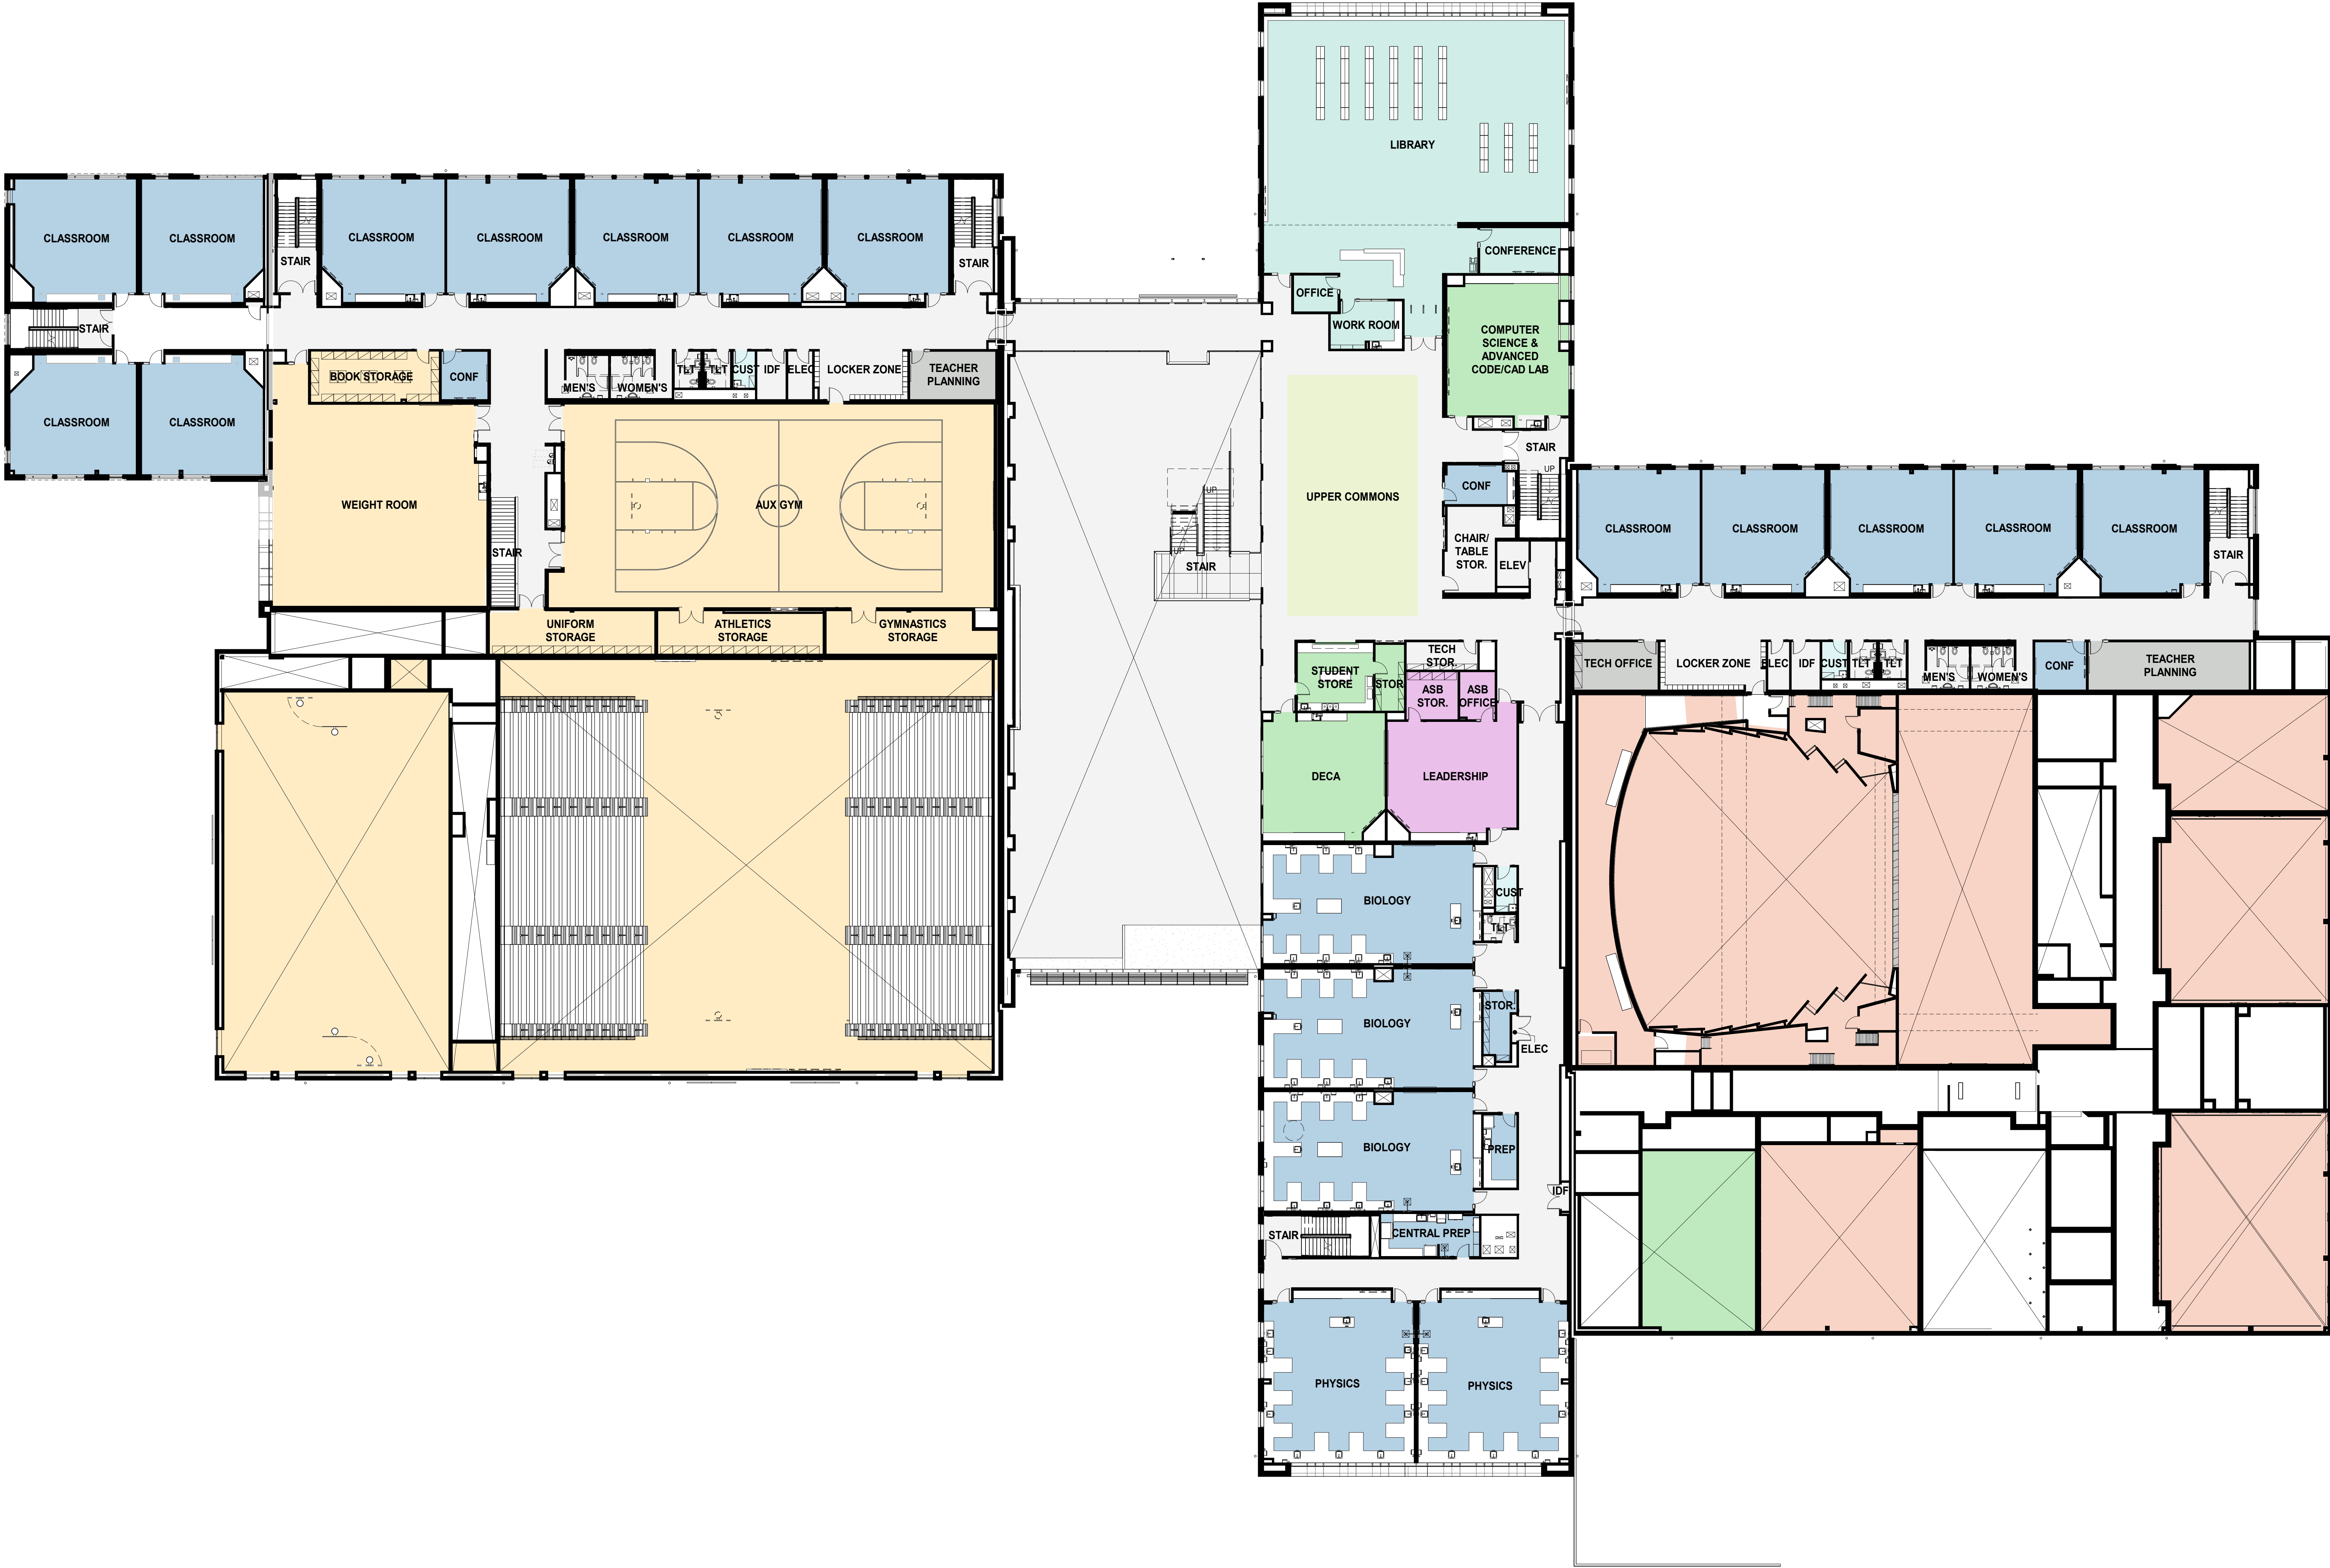 LIBRARY
CONFERENCE
OFFICE
WORK ROOM
COMPUTER
SCIENCE &
ADVANCED
CODE/CAD LAB
CLASSROOM
CLASSROOM
STAIR
CLASSROOM
CLASSROOM
CLASSROOM
CLASSROOM
CLASSROOM
STAIR
STAIR
BOOK STORAGE
CONF
MEN'S
WOMEN'S
TLT
TLT
CUST
IDF
ELEC
LOCKER ZONE
TEACHER
PLANNING
CLASSROOM
CLASSROOM
WEIGHT ROOM
STAIR
AUX GYM
UNIFORM
STORAGE
ATHLETICS
STORAGE
GYMNASTICS
STORAGE
UP
UP
STAIR
UPPER COMMONS
STAIR
UP
CONF
CHAIR/
TABLE
STOR.
ELEV
CLASSROOM
CLASSROOM
CLASSROOM
CLASSROOM
CLASSROOM
STAIR
STUDENT
STORE
STOR
TECH
STOR.
ASB
STOR.
ASB
OFFICE
TECH OFFICE
LOCKER ZONE
ELEC
IDF
CUST
TLT
TLT
MEN'S
WOMEN'S
CONF
TEACHER
PLANNING
DECA
LEADERSHIP
BIOLOGY
CUST
TLT
BIOLOGY
STOR.
ELEC
BIOLOGY
PREP
IDF
STAIR
CENTRAL PREP
PHYSICS
PHYSICS